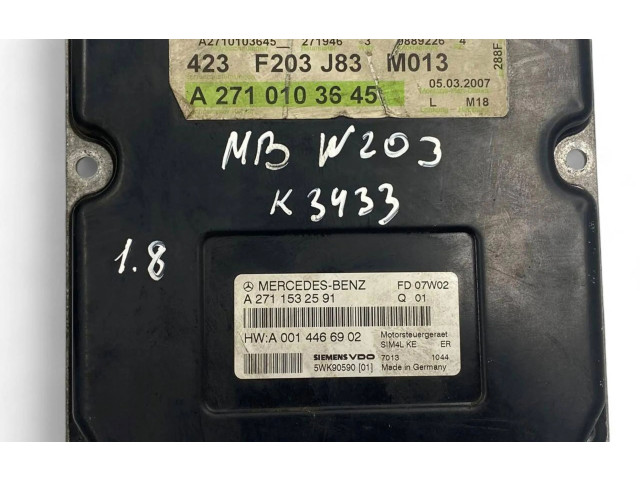 A2710103645__ 271946 3 9889226 4
288F
423 F203 J83 M013
A 271 010 36 45
05.03.2007
L M18
MB W203
K3433
1.8
MERCEDES-BENZ FD 07W02
A 271 153 25 91 Q 01
HW:A 001 446 69 02 Motorsteuergeraet
SIM4L KE ER
SIEMENS VDO 7013 1044
5WK90590 [01] Made in Germany